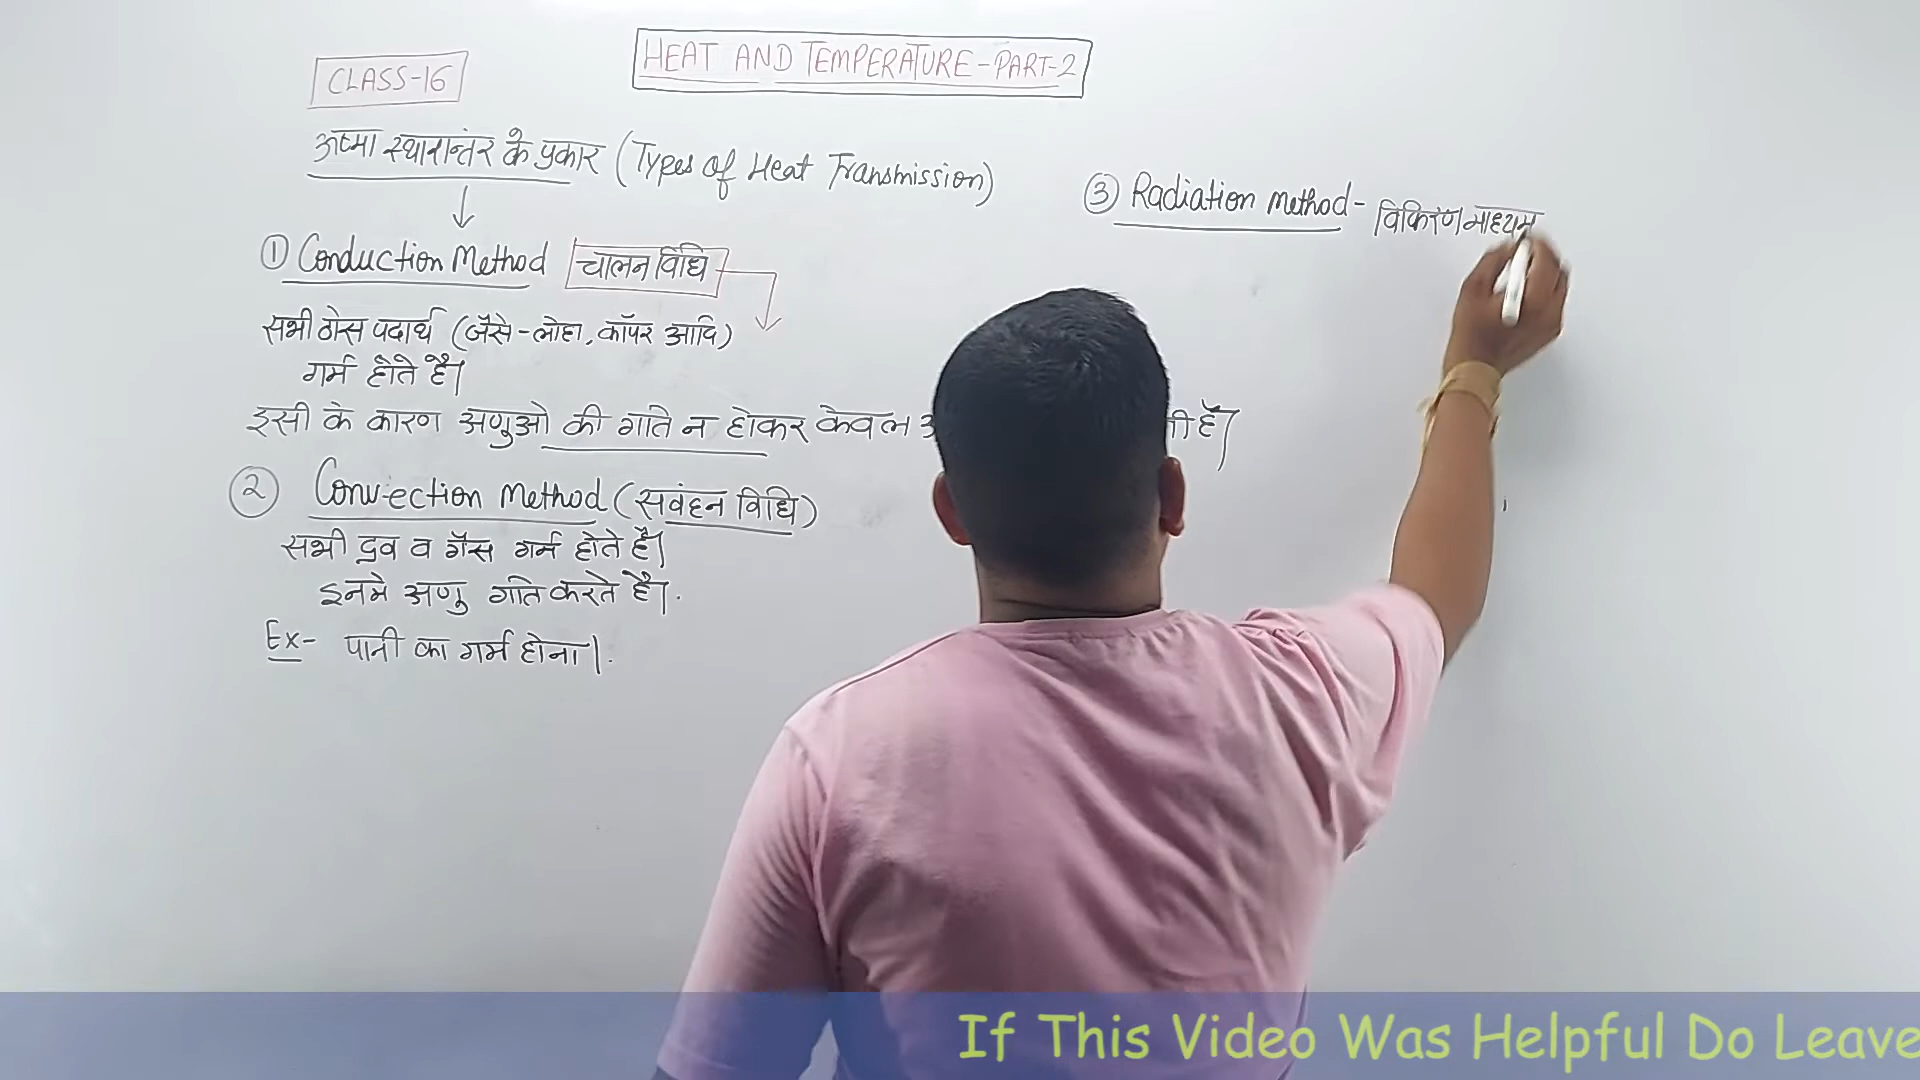 CLASS-16
HEAT AND TEMPERATURE-PART-2
ऊष्मा स्थानान्तंर के प्रकार (Types of Heat Transmission)
① Conduction Method चालन विधि
सभी ठोस पदार्थ (जैसे-लोहा, कॉपर आदि)
गर्म होते है।
इसी के कारण अणुओ की गति न होकर केवल
② Convection Method (सवंहन विधि)
सभी द्रव व गैस गर्म होते है।
इनमे अणु गति करते है।.
Ex- पानी का गर्म होना।.
③ Radiation Method- विकिरण माध्यम
If This Video Was Helpful Do Leave